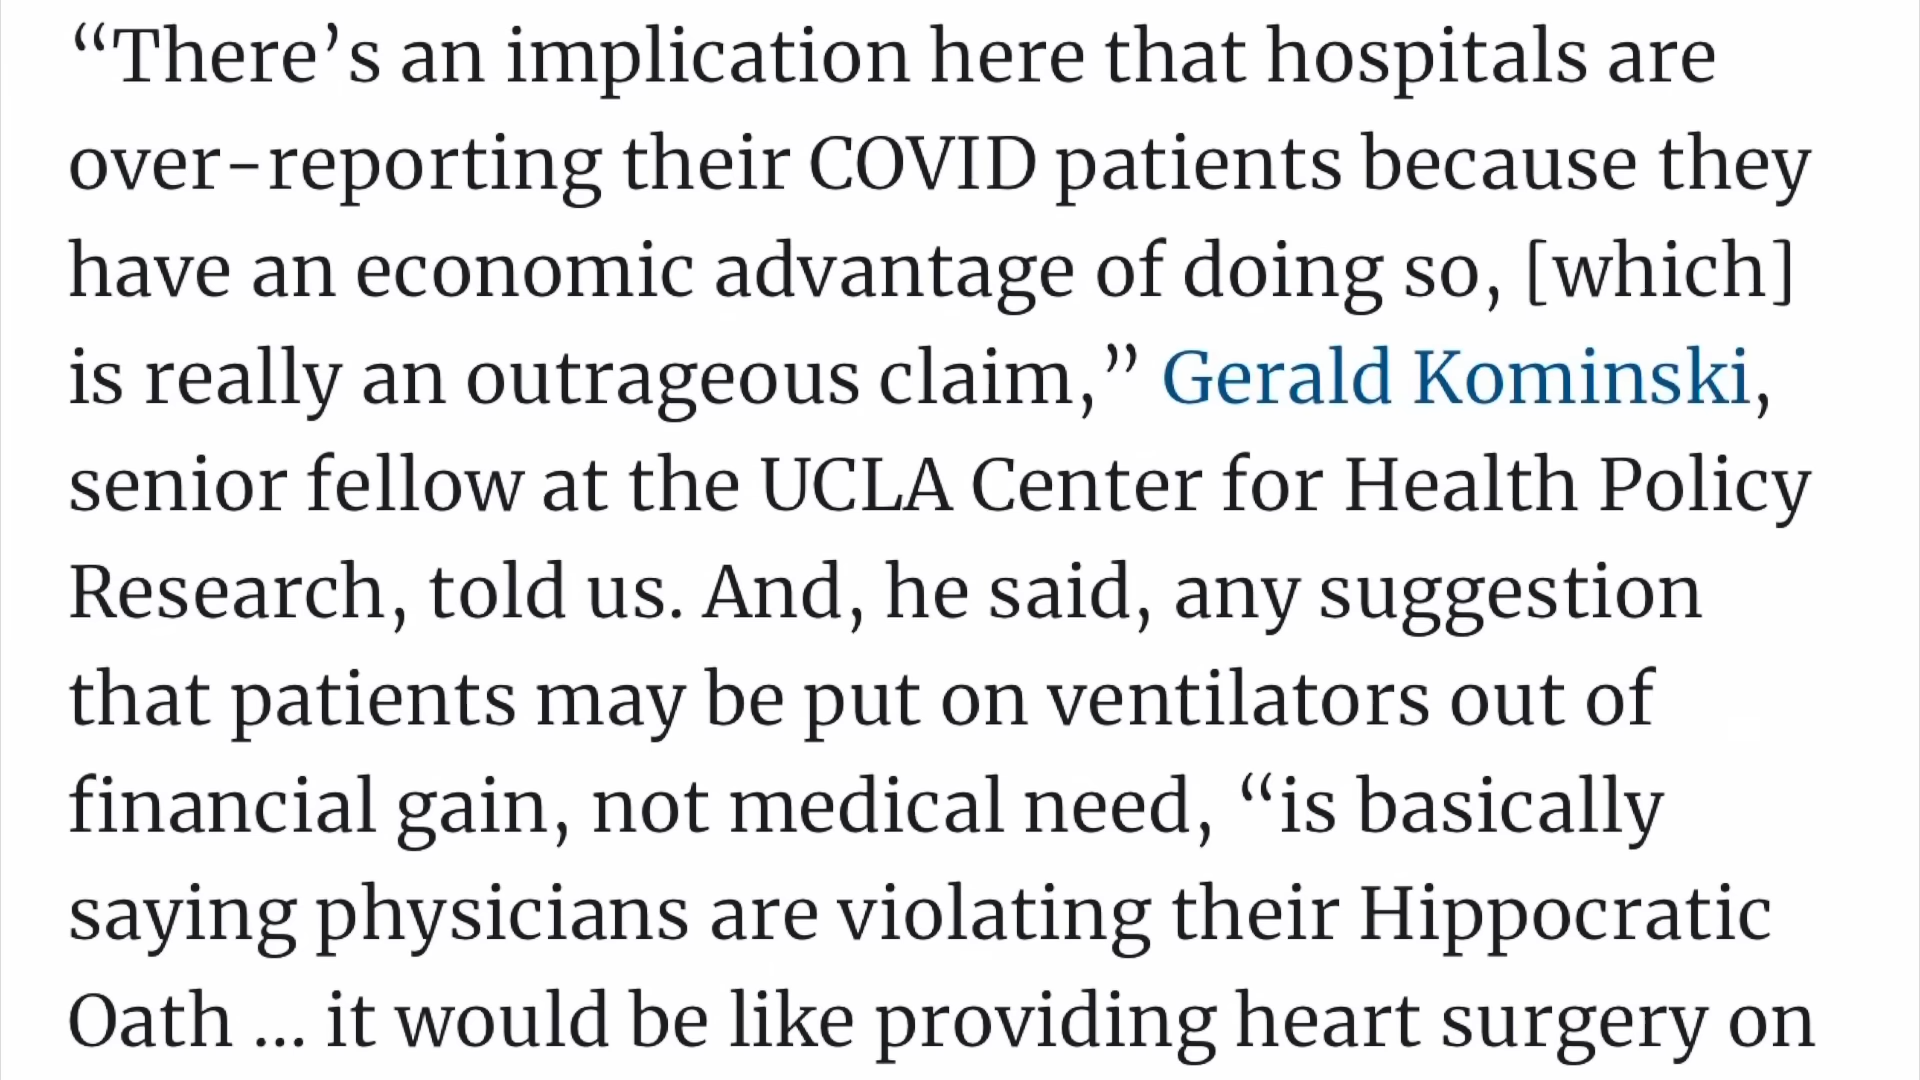 “There’s an implication here that hospitals are
over-reporting their COVID patients because they
have an economic advantage of doing so, [which]
is really an outrageous claim,” Gerald Kominski,
senior fellow at the UCLA Center for Health Policy
Research, told us. And, he said, any suggestion
that patients may be put on ventilators out of
financial gain, not medical need, “is basically
saying physicians are violating their Hippocratic
Oath … it would be like providing heart surgery on